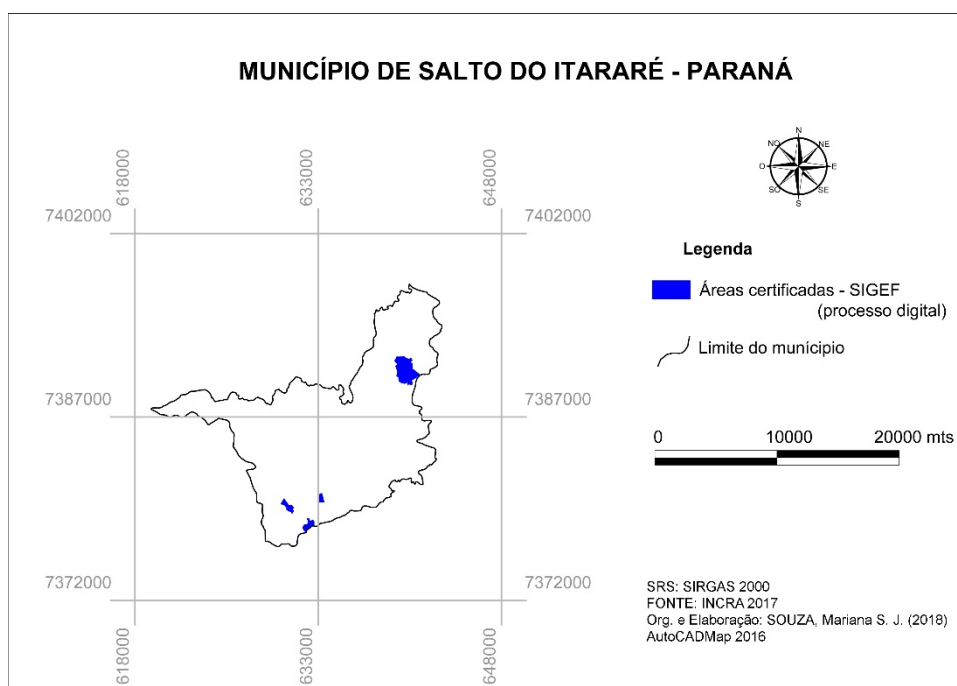 MUNICÍPIO DE SALTO DO ITARARÉ - PARANÁ
N
NO
NE
O
E
SO
SE
S
618000
633000
648000
7402000
7402000
Legenda
Áreas certificadas - SIGEF
(processo digital)
Limite do munícipio
7387000
7387000
0
10000
20000 mts
7372000
7372000
618000
633000
648000
SRS: SIRGAS 2000
FONTE: INCRA 2017
Org. e Elaboração: SOUZA, Mariana S. J. (2018)
AutoCADMap 2016